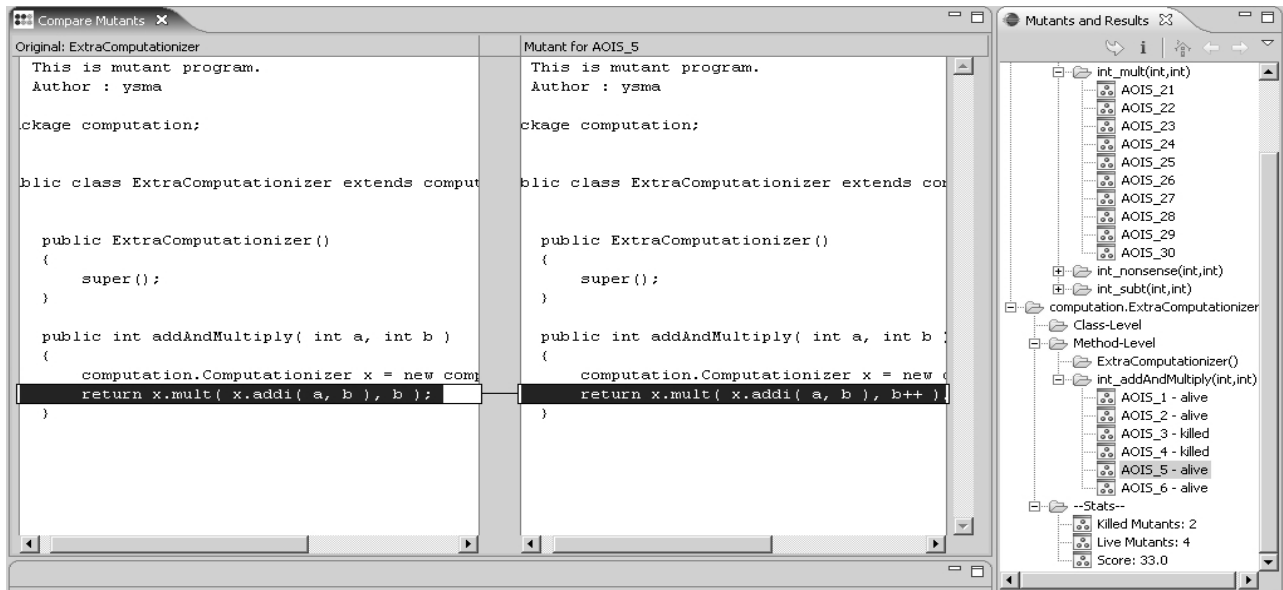 Compare Mutants
Original: ExtraComputationizer
This is mutant program.
Author : ysma
ckage computation;
blic class ExtraComputationizer extends comput
public ExtraComputationizer()
{
super();
}
public int addAndMultiply( int a, int b )
{
computation.Computationizer x = new comp
return x.mult( x.addi( a, b ), b );
}
Mutant for AOIS_5
This is mutant program.
Author : ysma
ckage computation;
blic class ExtraComputationizer extends con
public ExtraComputationizer()
{
super();
}
public int addAndMultiply( int a, int b )
{
computation.Computationizer x = new c
return x.mult( x.addi( a, b ), b++ )
}
Mutants and Results
int_mult(int,int)
AOIS_21
AOIS_22
AOIS_23
AOIS_24
AOIS_25
AOIS_26
AOIS_27
AOIS_28
AOIS_29
AOIS_30
int_nonsense(int,int)
int_subt(int,int)
computation.ExtraComputationizer
Class-Level
Method-Level
ExtraComputationizer()
int_addAndMultiply(int,int)
AOIS_1 - alive
AOIS_2 - alive
AOIS_3 - killed
AOIS_4 - killed
AOIS_5 - alive
AOIS_6 - alive
--Stats--
Killed Mutants: 2
Live Mutants: 4
Score: 33.0